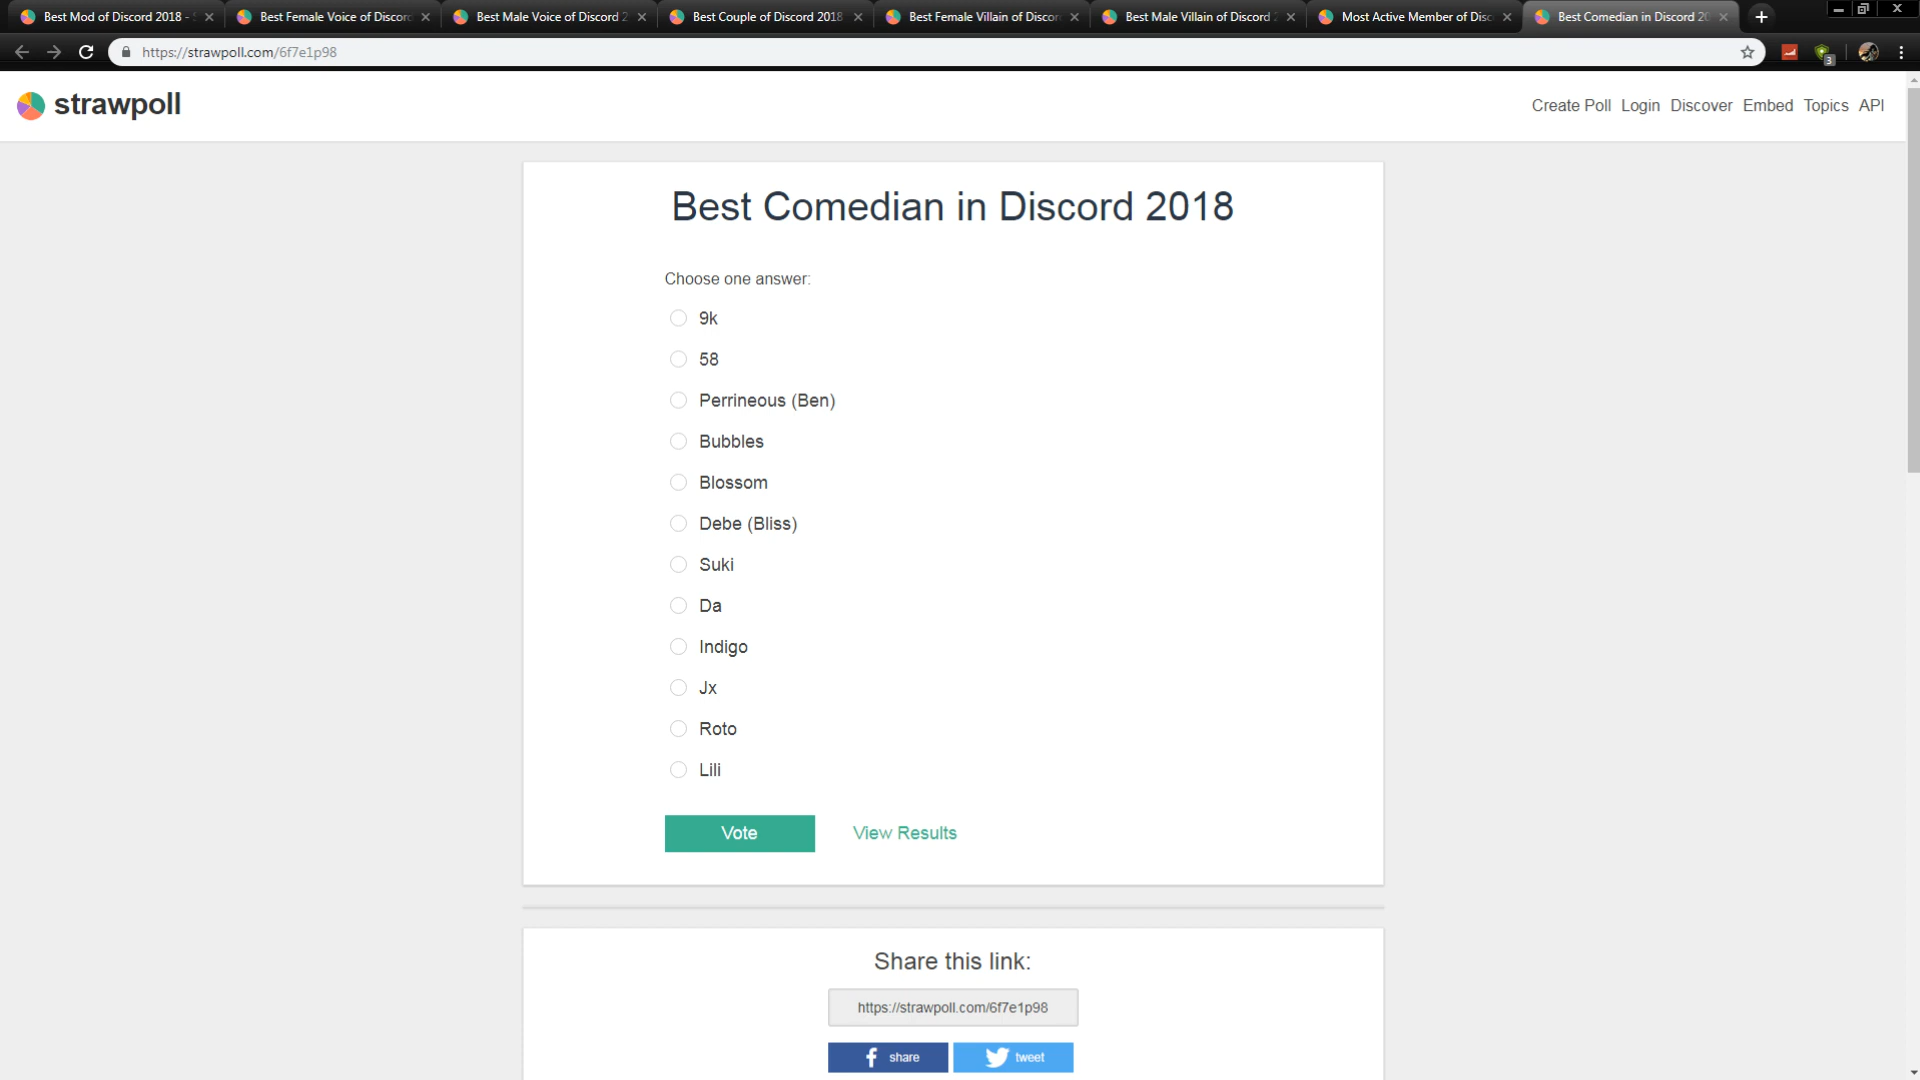 Best Mod of Discord 2018 -
Best Female Voice of Discord
Best Male Voice of Discord 2
Best Couple of Discord 2018
Best Female Villain of Discor
Best Male Villain of Discord 2
Most Active Member of Disc
Best Comedian in Discord 20
https://strawpoll.com/6f7e1p98
3
strawpoll
Create Poll Login Discover Embed Topics API
Best Comedian in Discord 2018
Choose one answer:
9k
58
Perrineous (Ben)
Bubbles
Blossom
Debe (Bliss)
Suki
Da
Indigo
Jx
Roto
Lili
Vote View Results
Share this link:
https://strawpoll.com/6f7e1p98
share tweet